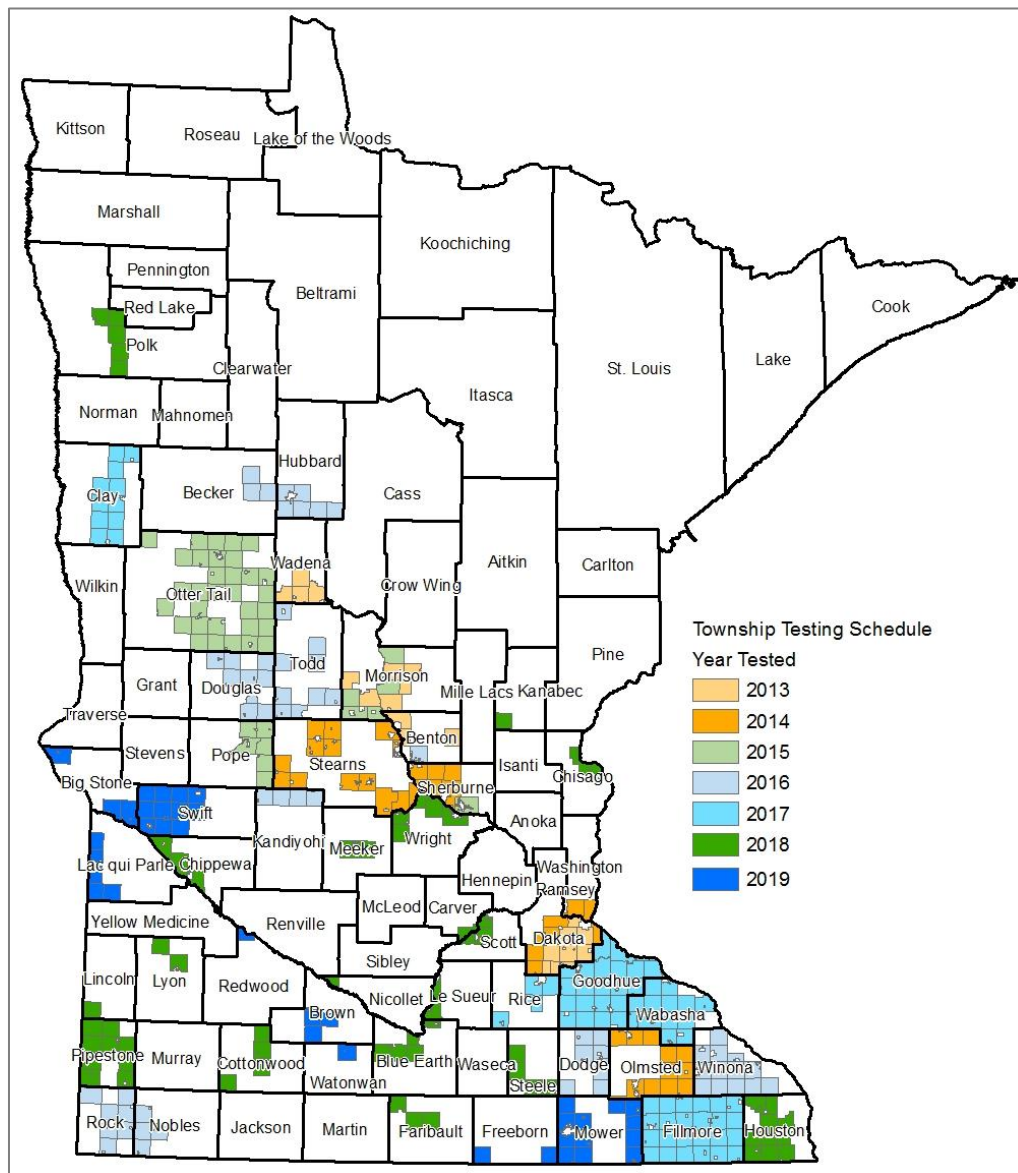 Kittson
Roseau
Lake of the Woods
Marshall
Koochiching
Pennington
Beltrami
Red Lake
Cook
Polk
Clearwater
St. Louis
Lake
Itasca
Norman
Mahnomen
Hubbard
Clay
Becker
Cass
Wadena
Aitkin
Carlton
Crow Wing
Wilkin
Otter Tail
Township Testing Schedule
Year Tested
2013
2014
2015
2016
2017
2018
2019
Pine
Todd
Morrison
Grant
Douglas
Mille Lacs
Kanabec
Traverse
Benton
Stevens
Pope
Stearns
Isanti
Chisago
Big Stone
Sherburne
Swift
Anoka
Kandiyohi
Meeker
Wright
Lac qui Parle
Chippewa
Washington
Hennepin
Ramsey
McLeod
Carver
Yellow Medicine
Renville
Scott
Dakota
Sibley
Lincoln
Lyon
Redwood
Nicollet
Le Sueur
Rice
Goodhue
Brown
Wabasha
Pipestone
Murray
Cottonwood
Watonwan
Blue Earth
Waseca
Steele
Dodge
Olmsted
Winona
Rock
Nobles
Jackson
Martin
Faribault
Freeborn
Mower
Fillmore
Houston